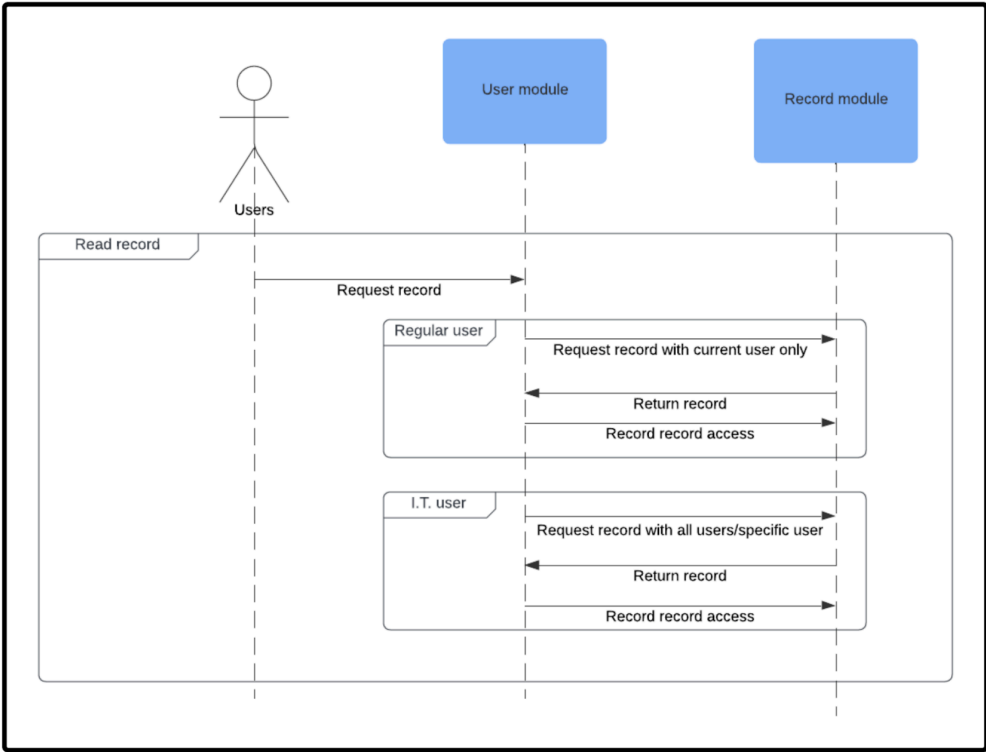 User module
Record module
Users
Read record
Request record
Regular user
Request record with current user only
Return record
Record record access
I.T. user
Request record with all users/specific user
Return record
Record record access